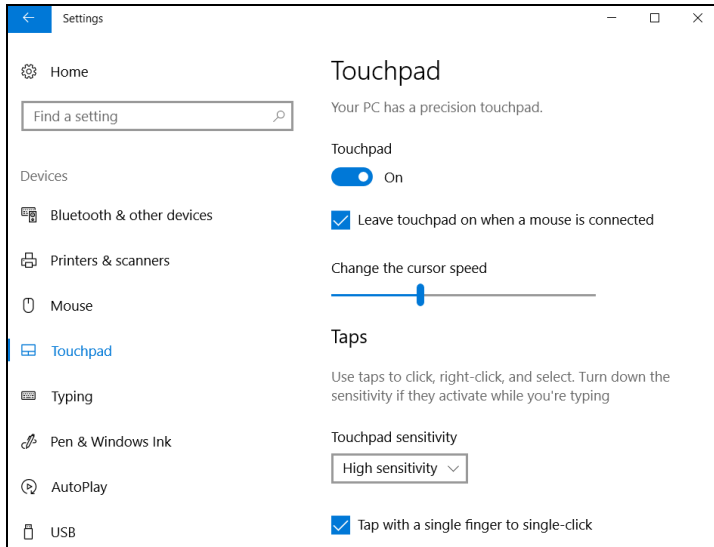 Settings
Home
Find a setting
Devices
Bluetooth & other devices
Printers & scanners
Mouse
Touchpad
Typing
Pen & Windows Ink
AutoPlay
USB
Touchpad
Your PC has a precision touchpad.
Touchpad
On
Leave touchpad on when a mouse is connected
Change the cursor speed
Taps
Use taps to click, right-click, and select. Turn down the
sensitivity if they activate while you're typing
Touchpad sensitivity
High sensitivity
Tap with a single finger to single-click